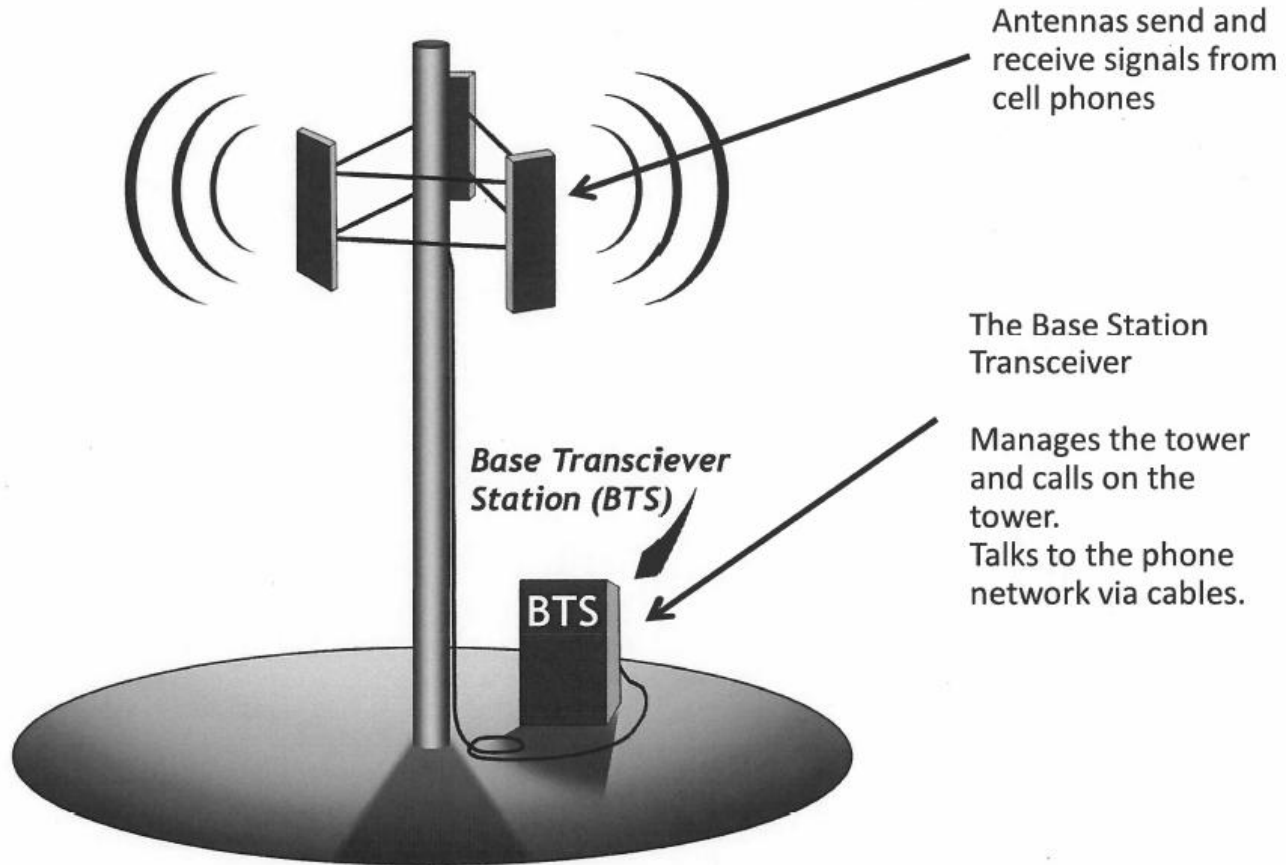 Antennas send and
receive signals from
cell phones
The Base Station
Transceiver
Manages the tower
and calls on the
tower.
Talks to the phone
network via cables.
Base Transciever
Station (BTS)
BTS